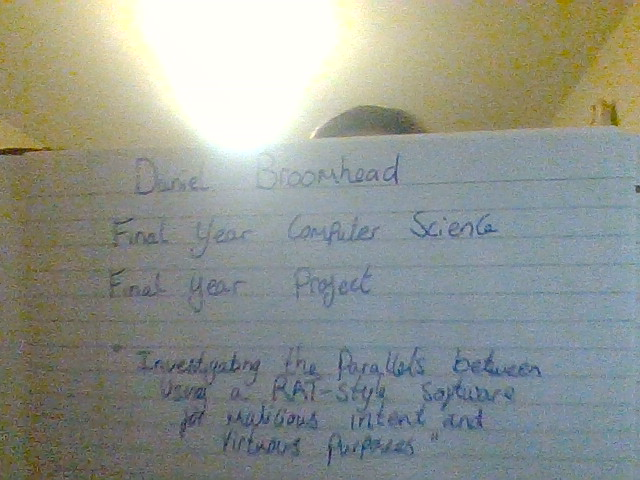 Daniel Broomhead
Final Year Computer Science
Final Year Project
"Investigating the Parallels between
Using a RAT-Style Software
for Malicious intent and
Virtuous Purposes"